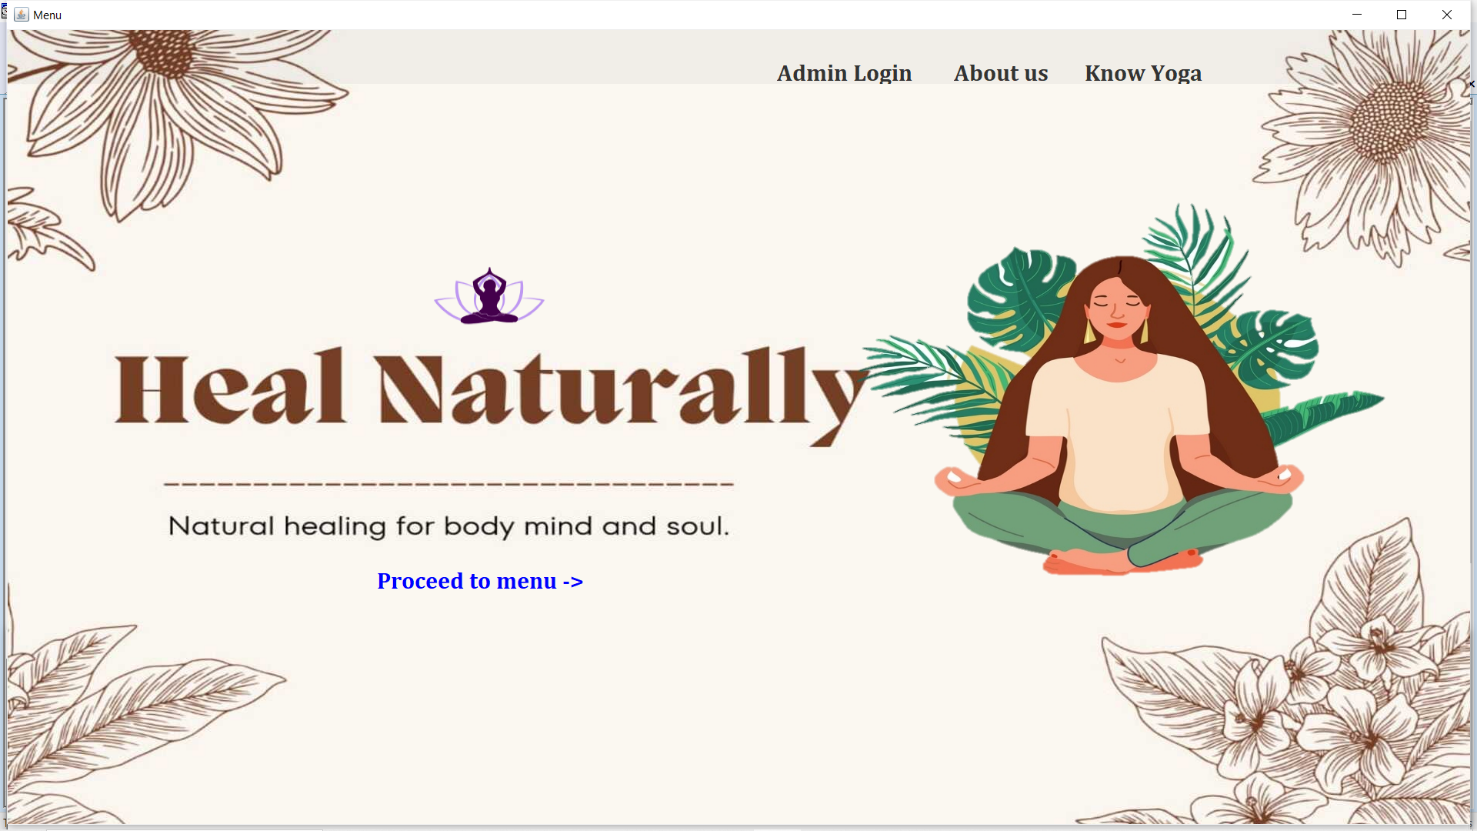 Menu
Admin Login About us Know Yoga
Heal Naturally
Natural healing for body mind and soul.
Proceed to menu ->